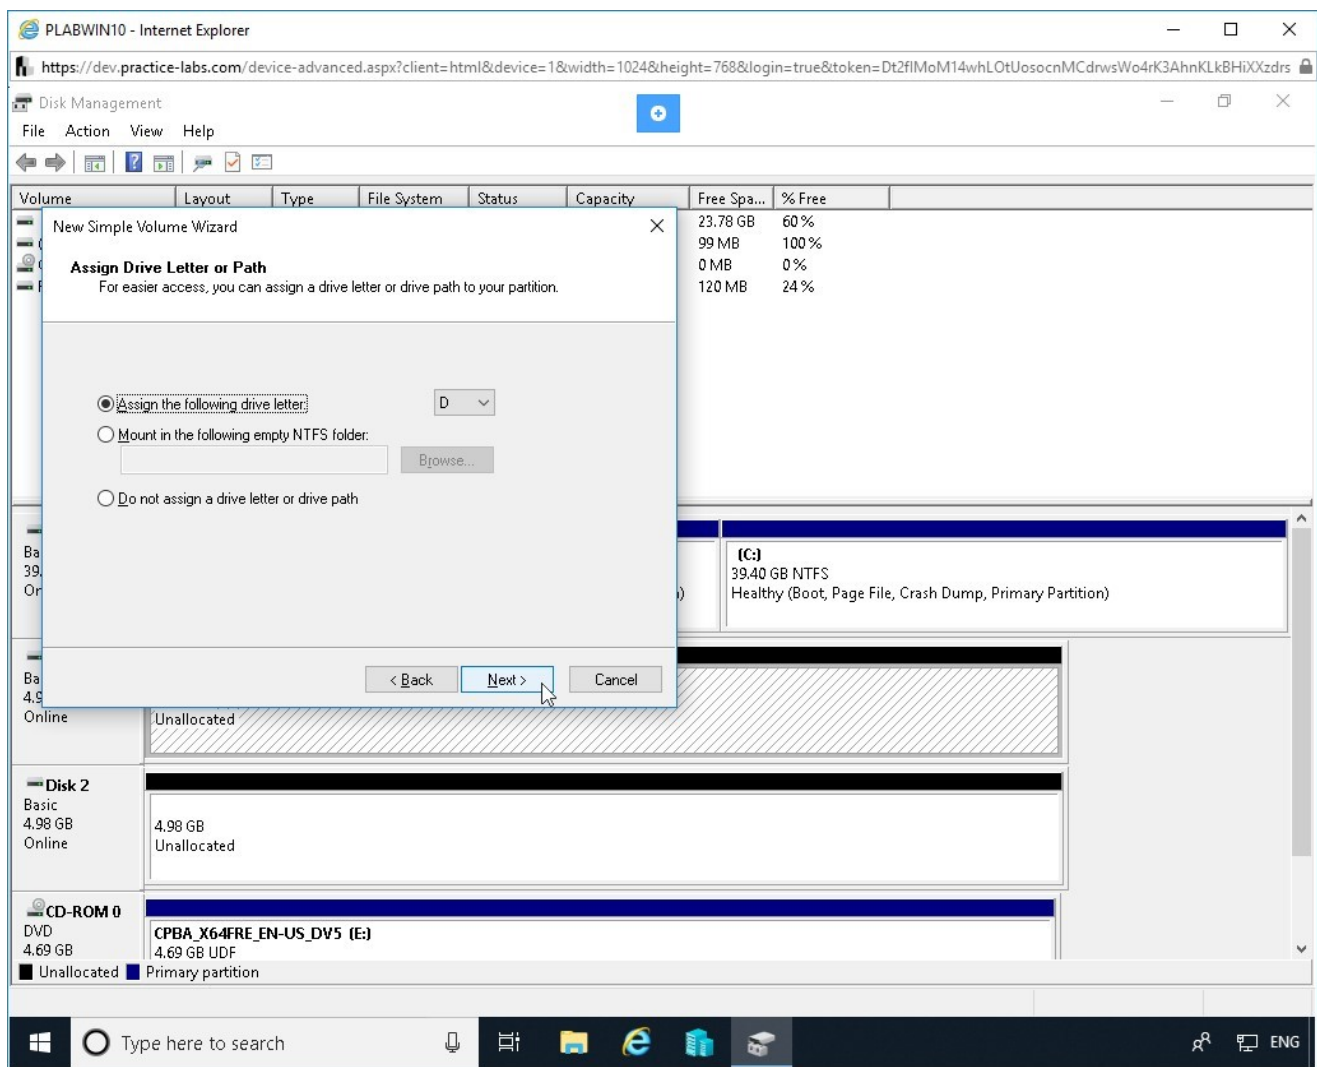 PLABWIN10 - Internet Explorer
https://dev.practice-labs.com/device-advanced.aspx?client=html&device=1&width=1024&height=768&login=true&token=Dt2flMoM14whLOtUosocnMCdrwsWo4rK3AhnKLkBHiXXzdrs
Disk Management
File Action View Help
Volume Layout Type File System Status Capacity Free Spa... % Free
23.78 GB 60 %
99 MB 100 %
0 MB 0 %
120 MB 24 %
New Simple Volume Wizard
Assign Drive Letter or Path
For easier access, you can assign a drive letter or drive path to your partition.
Assign the following drive letter: D
Mount in the following empty NTFS folder:
Browse...
Do not assign a drive letter or drive path
< Back Next > Cancel
(C:)
39.40 GB NTFS
Healthy (Boot, Page File, Crash Dump, Primary Partition)
Ba
39.
Or
Ba
4.9
Online
Unallocated
Disk 2
Basic
4.98 GB
Online
4.98 GB
Unallocated
CD-ROM 0
DVD
4.69 GB
CPBA_X64FRE_EN-US_DV5 (E:)
4.69 GB UDF
Unallocated Primary partition
Type here to search
ENG